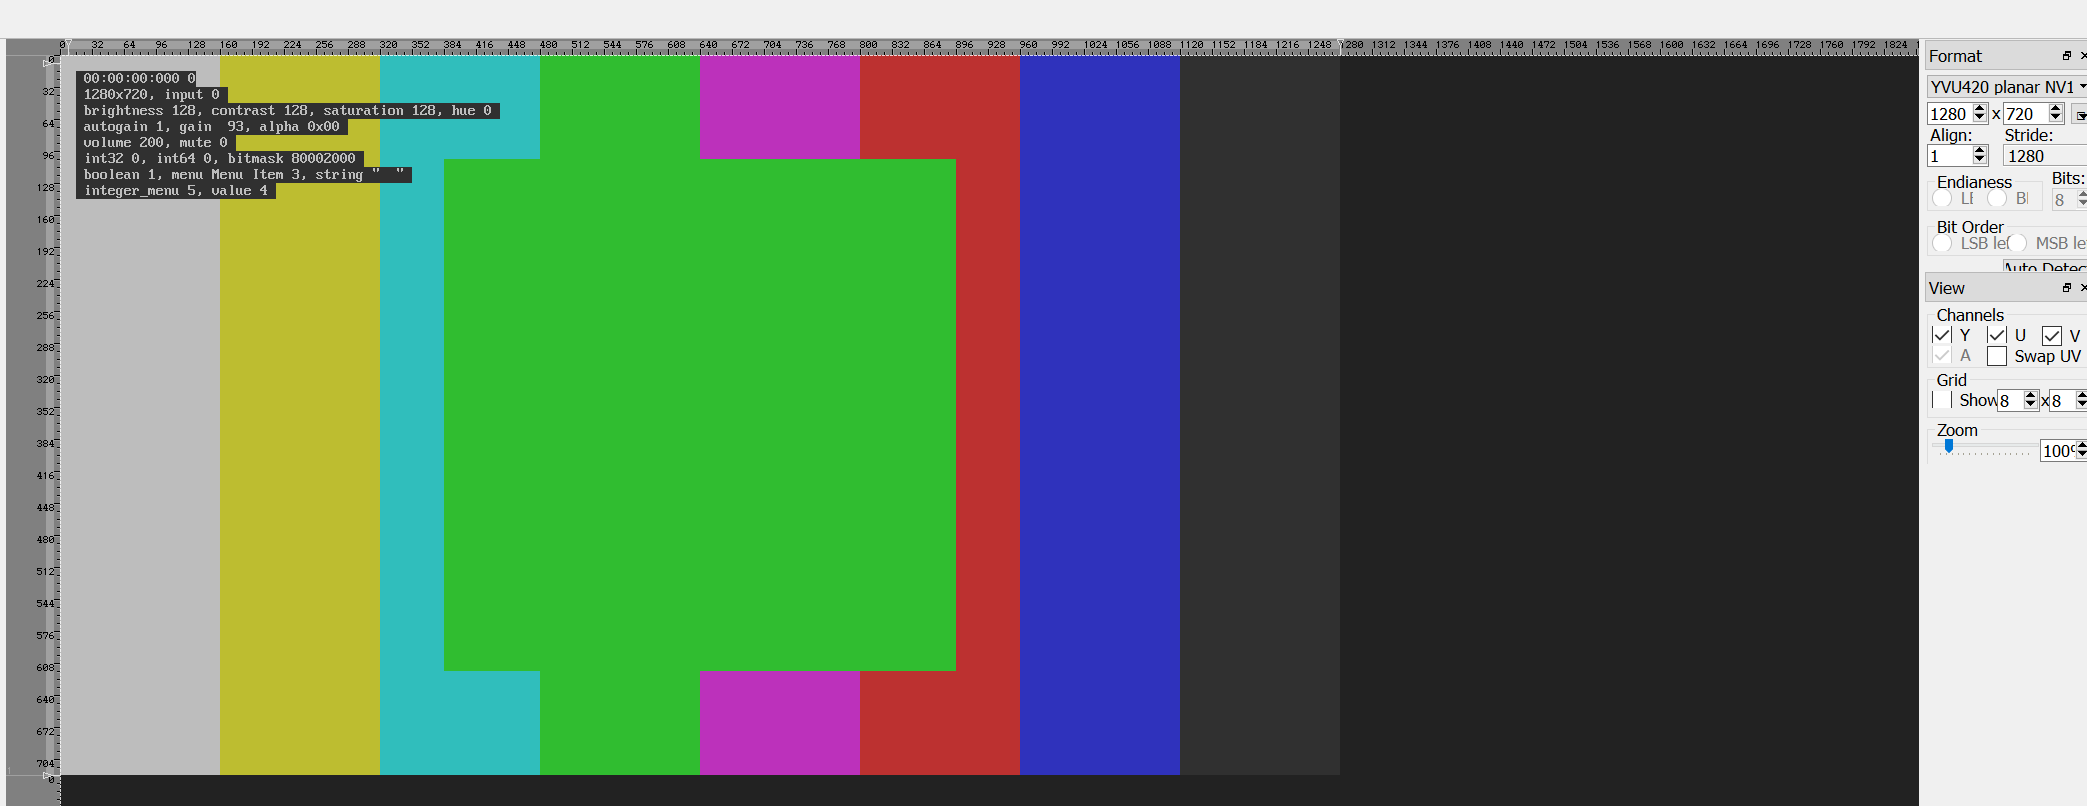 0 32 64 96 128 160 192 224 256 288 320 352 384 416 448 480 512 544 576 608 640 672 704 736 768 800 832 864 896 928 960 992 1024 1056 1088 1120 1152 1184 1216 1248 1280 1312 1344 1376 1408 1440 1472 1504 1536 1568 1600 1632 1664 1696 1728 1760 1792 1824
0
32
64
96
128
160
192
224
256
288
320
352
384
416
448
480
512
544
576
608
640
672
704
0
00:00:00:000 0
1280x720, input 0
brightness 128, contrast 128, saturation 128, hue 0
autogain 1, gain  93, alpha 0x00
volume 200, mute 0
int32 0, int64 0, bitmask 80002000
boolean 1, menu Menu Item 3, string "  "
integer_menu 5, value 4
Format
YVU420 planar NV1
1280 x 720
Align: Stride:
1 1280
Endianess Bits:
LE B 8
Bit Order
LSB lef MSB le
Auto Detec
View
Channels
Y U V
A Swap UV
Grid
Show 8 x 8
Zoom
100